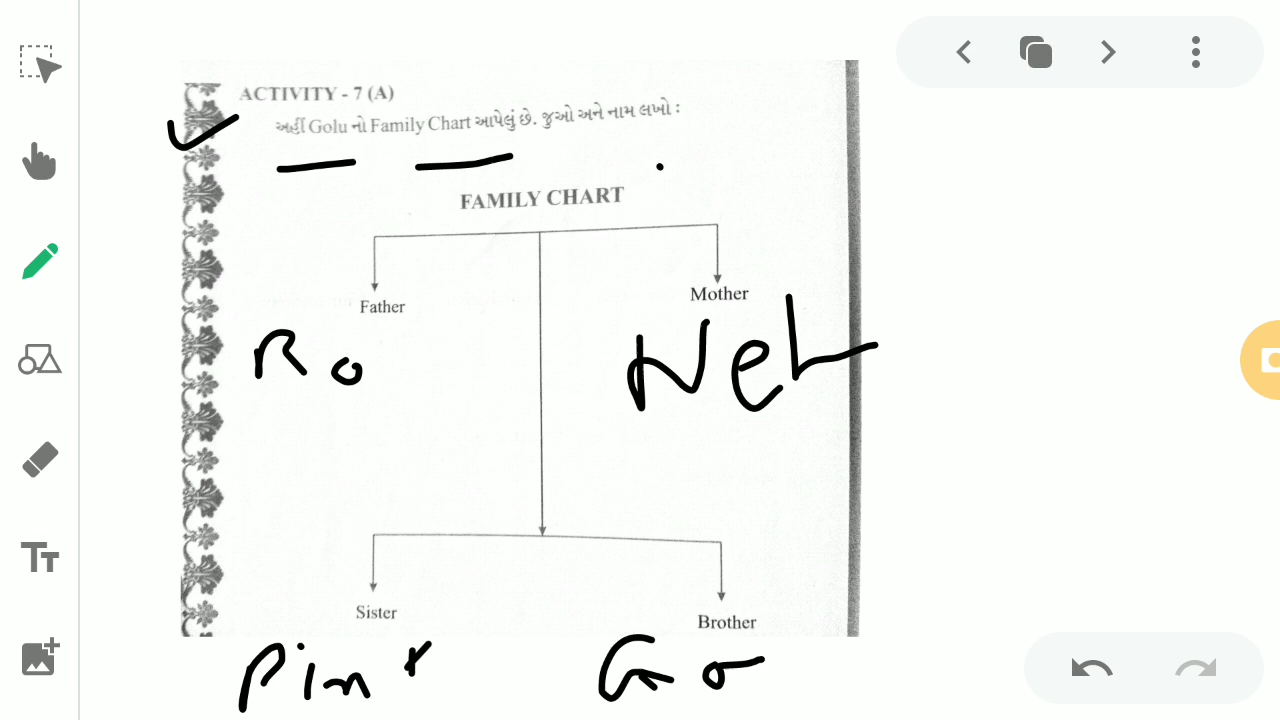 ACTIVITY - 7 (A)
અહીં Golu નો Family Chart આપેલું છે. જુઓ અને નામ લખો :
FAMILY CHART
Father Mother
Ro Neh
Sister Brother
Pin Go